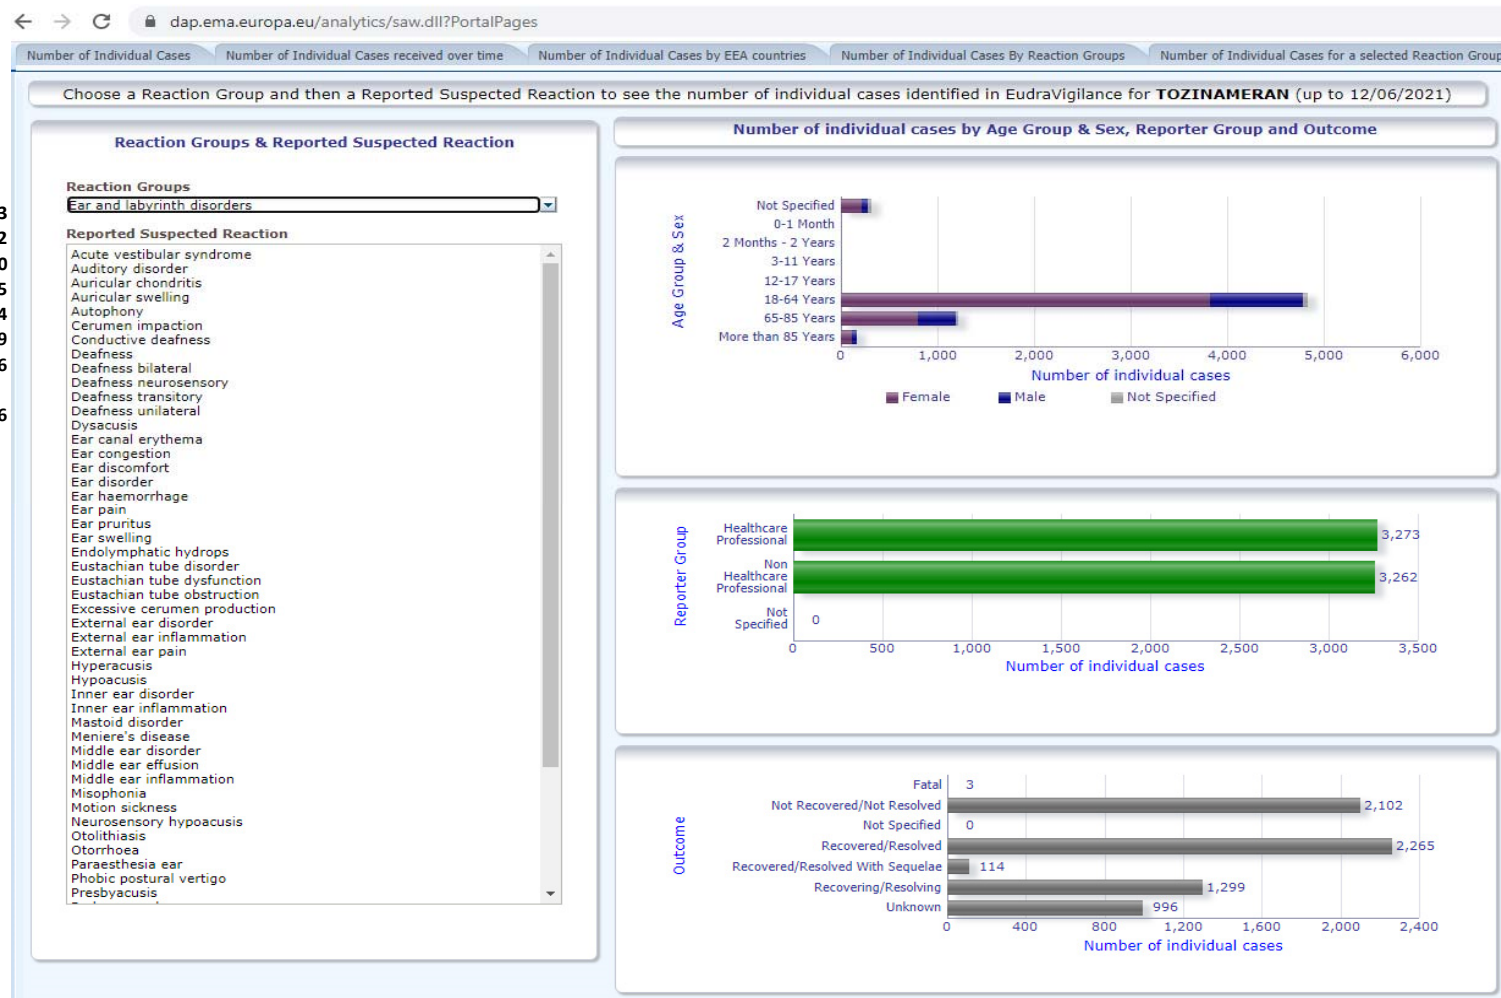 dap.ema.europa.eu/analytics/saw.dll?PortalPages
Number of Individual Cases
Number of Individual Cases received over time
Number of Individual Cases by EEA countries
Number of Individual Cases By Reaction Groups
Number of Individual Cases for a selected Reaction Group
Choose a Reaction Group and then a Reported Suspected Reaction to see the number of individual cases identified in EudraVigilance for TOZINAMERAN (up to 12/06/2021)
3
2
0
5
4
9
6
6
Reaction Groups & Reported Suspected Reaction
Reaction Groups
Ear and labyrinth disorders
Reported Suspected Reaction
Acute vestibular syndrome
Auditory disorder
Auricular chondritis
Auricular swelling
Autophony
Cerumen impaction
Conductive deafness
Deafness
Deafness bilateral
Deafness neurosensory
Deafness transitory
Deafness unilateral
Dysacusis
Ear canal erythema
Ear congestion
Ear discomfort
Ear disorder
Ear haemorrhage
Ear pain
Ear pruritus
Ear swelling
Endolymphatic hydrops
Eustachian tube disorder
Eustachian tube dysfunction
Eustachian tube obstruction
Excessive cerumen production
External ear disorder
External ear inflammation
External ear pain
Hyperacusis
Hypoacusis
Inner ear disorder
Inner ear inflammation
Mastoid disorder
Meniere's disease
Middle ear disorder
Middle ear effusion
Middle ear inflammation
Misophonia
Motion sickness
Neurosensory hypoacusis
Otolithiasis
Otorrhoea
Paraesthesia ear
Phobic postural vertigo
Presbyacusis
Number of individual cases by Age Group & Sex, Reporter Group and Outcome
Age Group & Sex
Not Specified
0-1 Month
2 Months - 2 Years
3-11 Years
12-17 Years
18-64 Years
65-85 Years
More than 85 Years
0 1,000 2,000 3,000 4,000 5,000 6,000
Number of individual cases
Female Male Not Specified
Reporter Group
Healthcare
Professional
3,273
Non
Healthcare
Professional
3,262
Not
Specified
0
0 500 1,000 1,500 2,000 2,500 3,000 3,500
Number of individual cases
Outcome
Fatal 3
Not Recovered/Not Resolved 2,102
Not Specified 0
Recovered/Resolved 2,265
Recovered/Resolved With Sequelae 114
Recovering/Resolving 1,299
Unknown 996
0 400 800 1,200 1,600 2,000 2,400
Number of individual cases